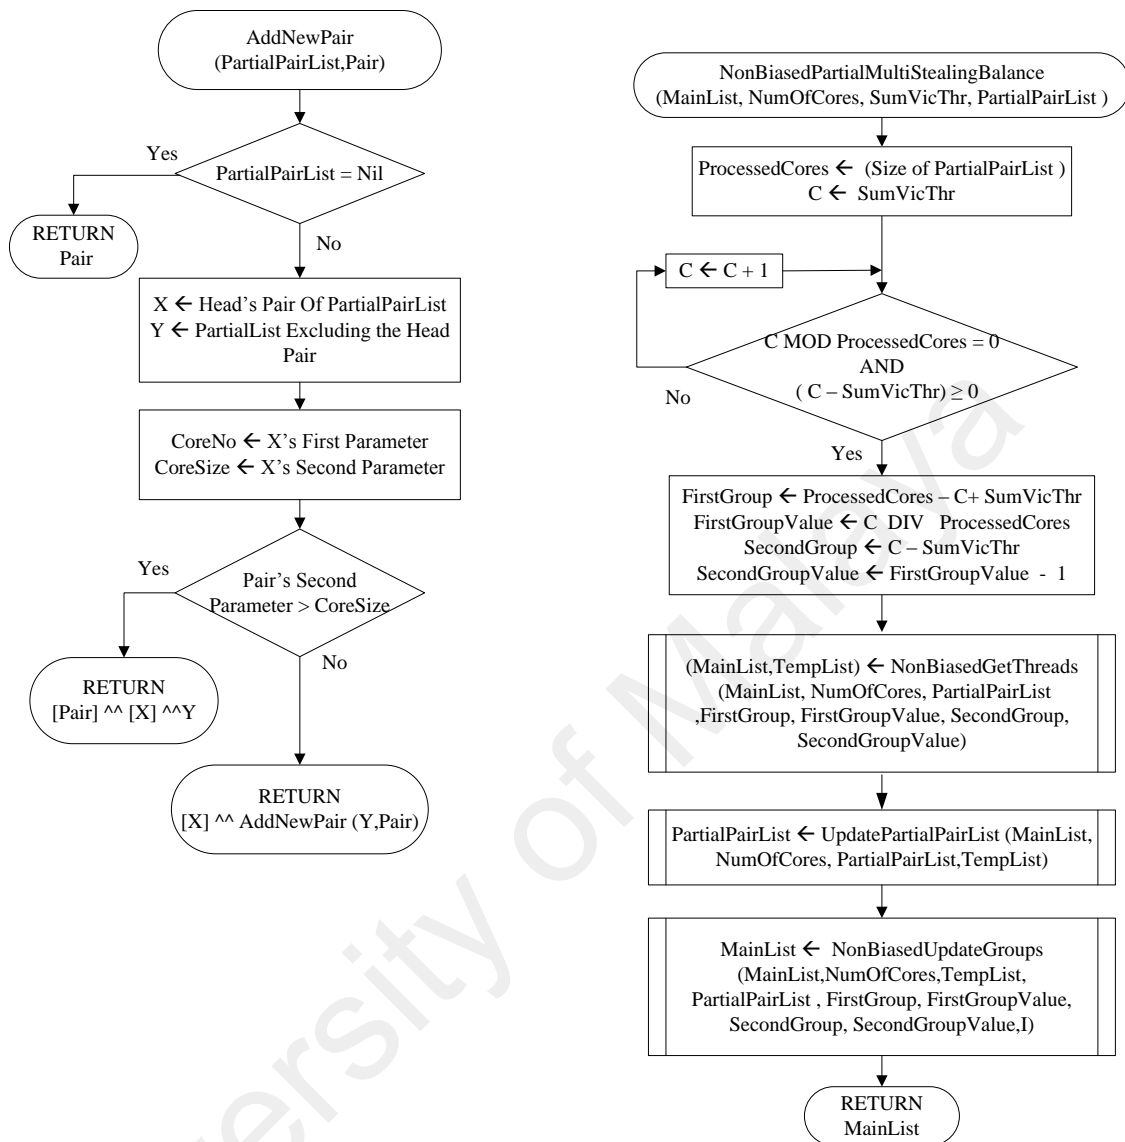 AddNewPair
(PartialPairList,Pair)
Yes
PartialPairList = Nil
RETURN
Pair
No
X ← Head's Pair Of PartialPairList
Y ← PartialList Excluding the Head
Pair
CoreNo ← X's First Parameter
CoreSize ← X's Second Parameter
Yes
Pair's Second
Parameter > CoreSize
No
RETURN
[Pair] ^^ [X] ^^Y
RETURN
[X] ^^ AddNewPair (Y,Pair)
NonBiasedPartialMultiStealingBalance
(MainList, NumOfCores, SumVicThr, PartialPairList )
ProcessedCores ← (Size of PartialPairList )
C ← SumVicThr
C ← C + 1
C MOD ProcessedCores = 0
AND
( C – SumVicThr) ≥ 0
No
Yes
FirstGroup ← ProcessedCores – C+ SumVicThr
FirstGroupValue ← C DIV ProcessedCores
SecondGroup ← C – SumVicThr
SecondGroupValue ← FirstGroupValue - 1
(MainList,TempList) ← NonBiasedGetThreads
(MainList, NumOfCores, PartialPairList
,FirstGroup, FirstGroupValue, SecondGroup,
SecondGroupValue)
PartialPairList ← UpdatePartialPairList (MainList,
NumOfCores, PartialPairList,TempList)
MainList ← NonBiasedUpdateGroups
(MainList,NumOfCores,TempList,
PartialPairList , FirstGroup, FirstGroupValue,
SecondGroup, SecondGroupValue,I)
RETURN
MainList
ersity of Malaya